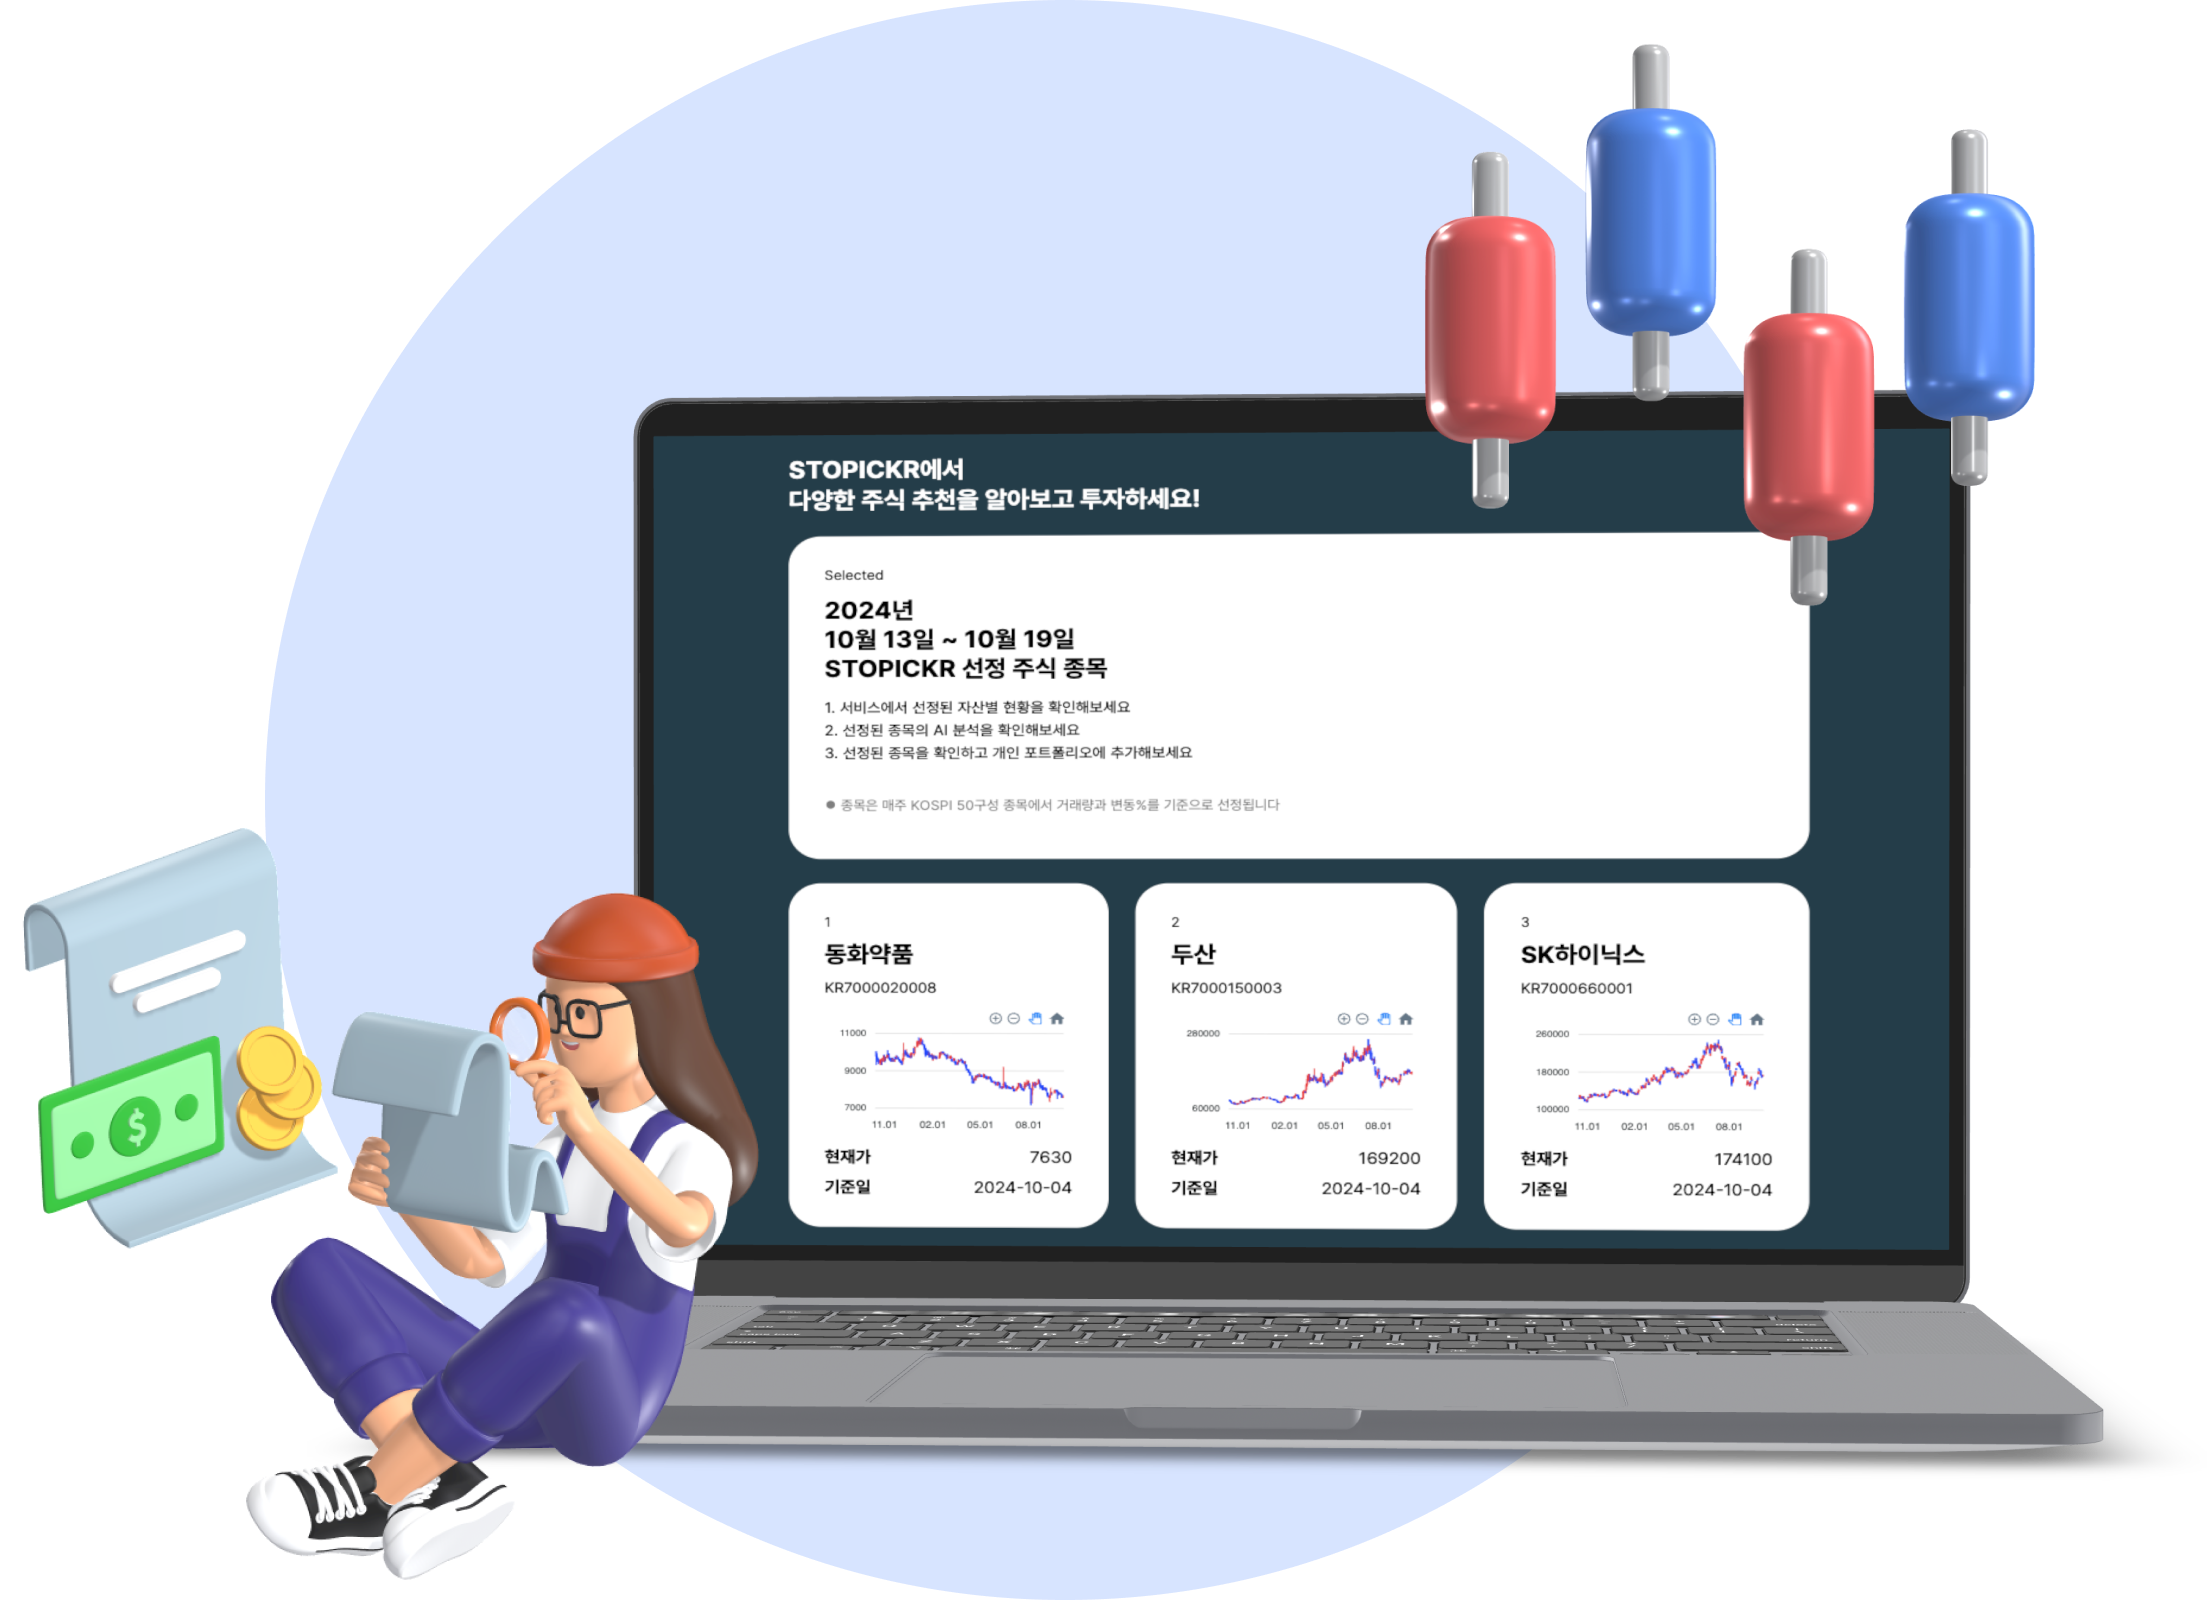 STOPICKR에서
다양한 주식 추천을 알아보고 투자하세요!
Selected
2024년
10월 13일 ~ 10월 19일
STOPICKR 선정 주식 종목
1. 서비스에서 선정된 자산별 현황을 확인해보세요
2. 선정된 종목의 AI 분석을 확인해보세요
3. 선정된 종목을 확인하고 개인 포트폴리오에 추가해보세요
● 종목은 매주 KOSPI 50구성 종목에서 거래량과 변동%를 기준으로 선정됩니다
1
동화약품
KR7000020008
11000
9000
7000
11.01 02.01 05.01 08.01
현재가 7630
기준일 2024-10-04
2
두산
KR7000150003
280000
60000
11.01 02.01 05.01 08.01
현재가 169200
기준일 2024-10-04
3
SK하이닉스
KR7000660001
260000
180000
100000
11.01 02.01 05.01 08.01
현재가 174100
기준일 2024-10-04
$